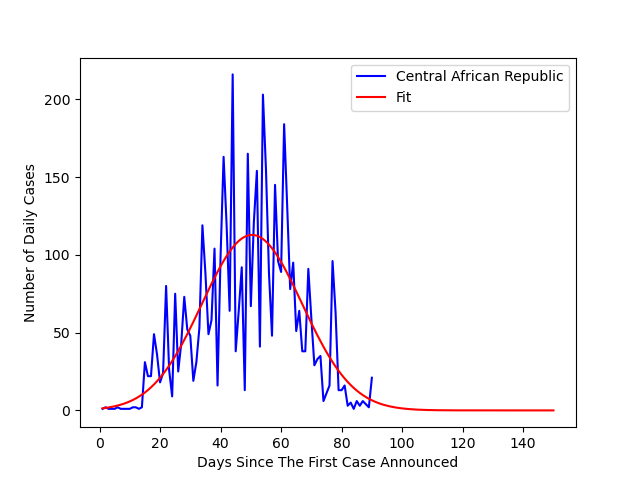 Central African Republic
Fit
200
150
100
50
0
Number of Daily Cases
0 20 40 60 80 100 120 140
Days Since The First Case Announced